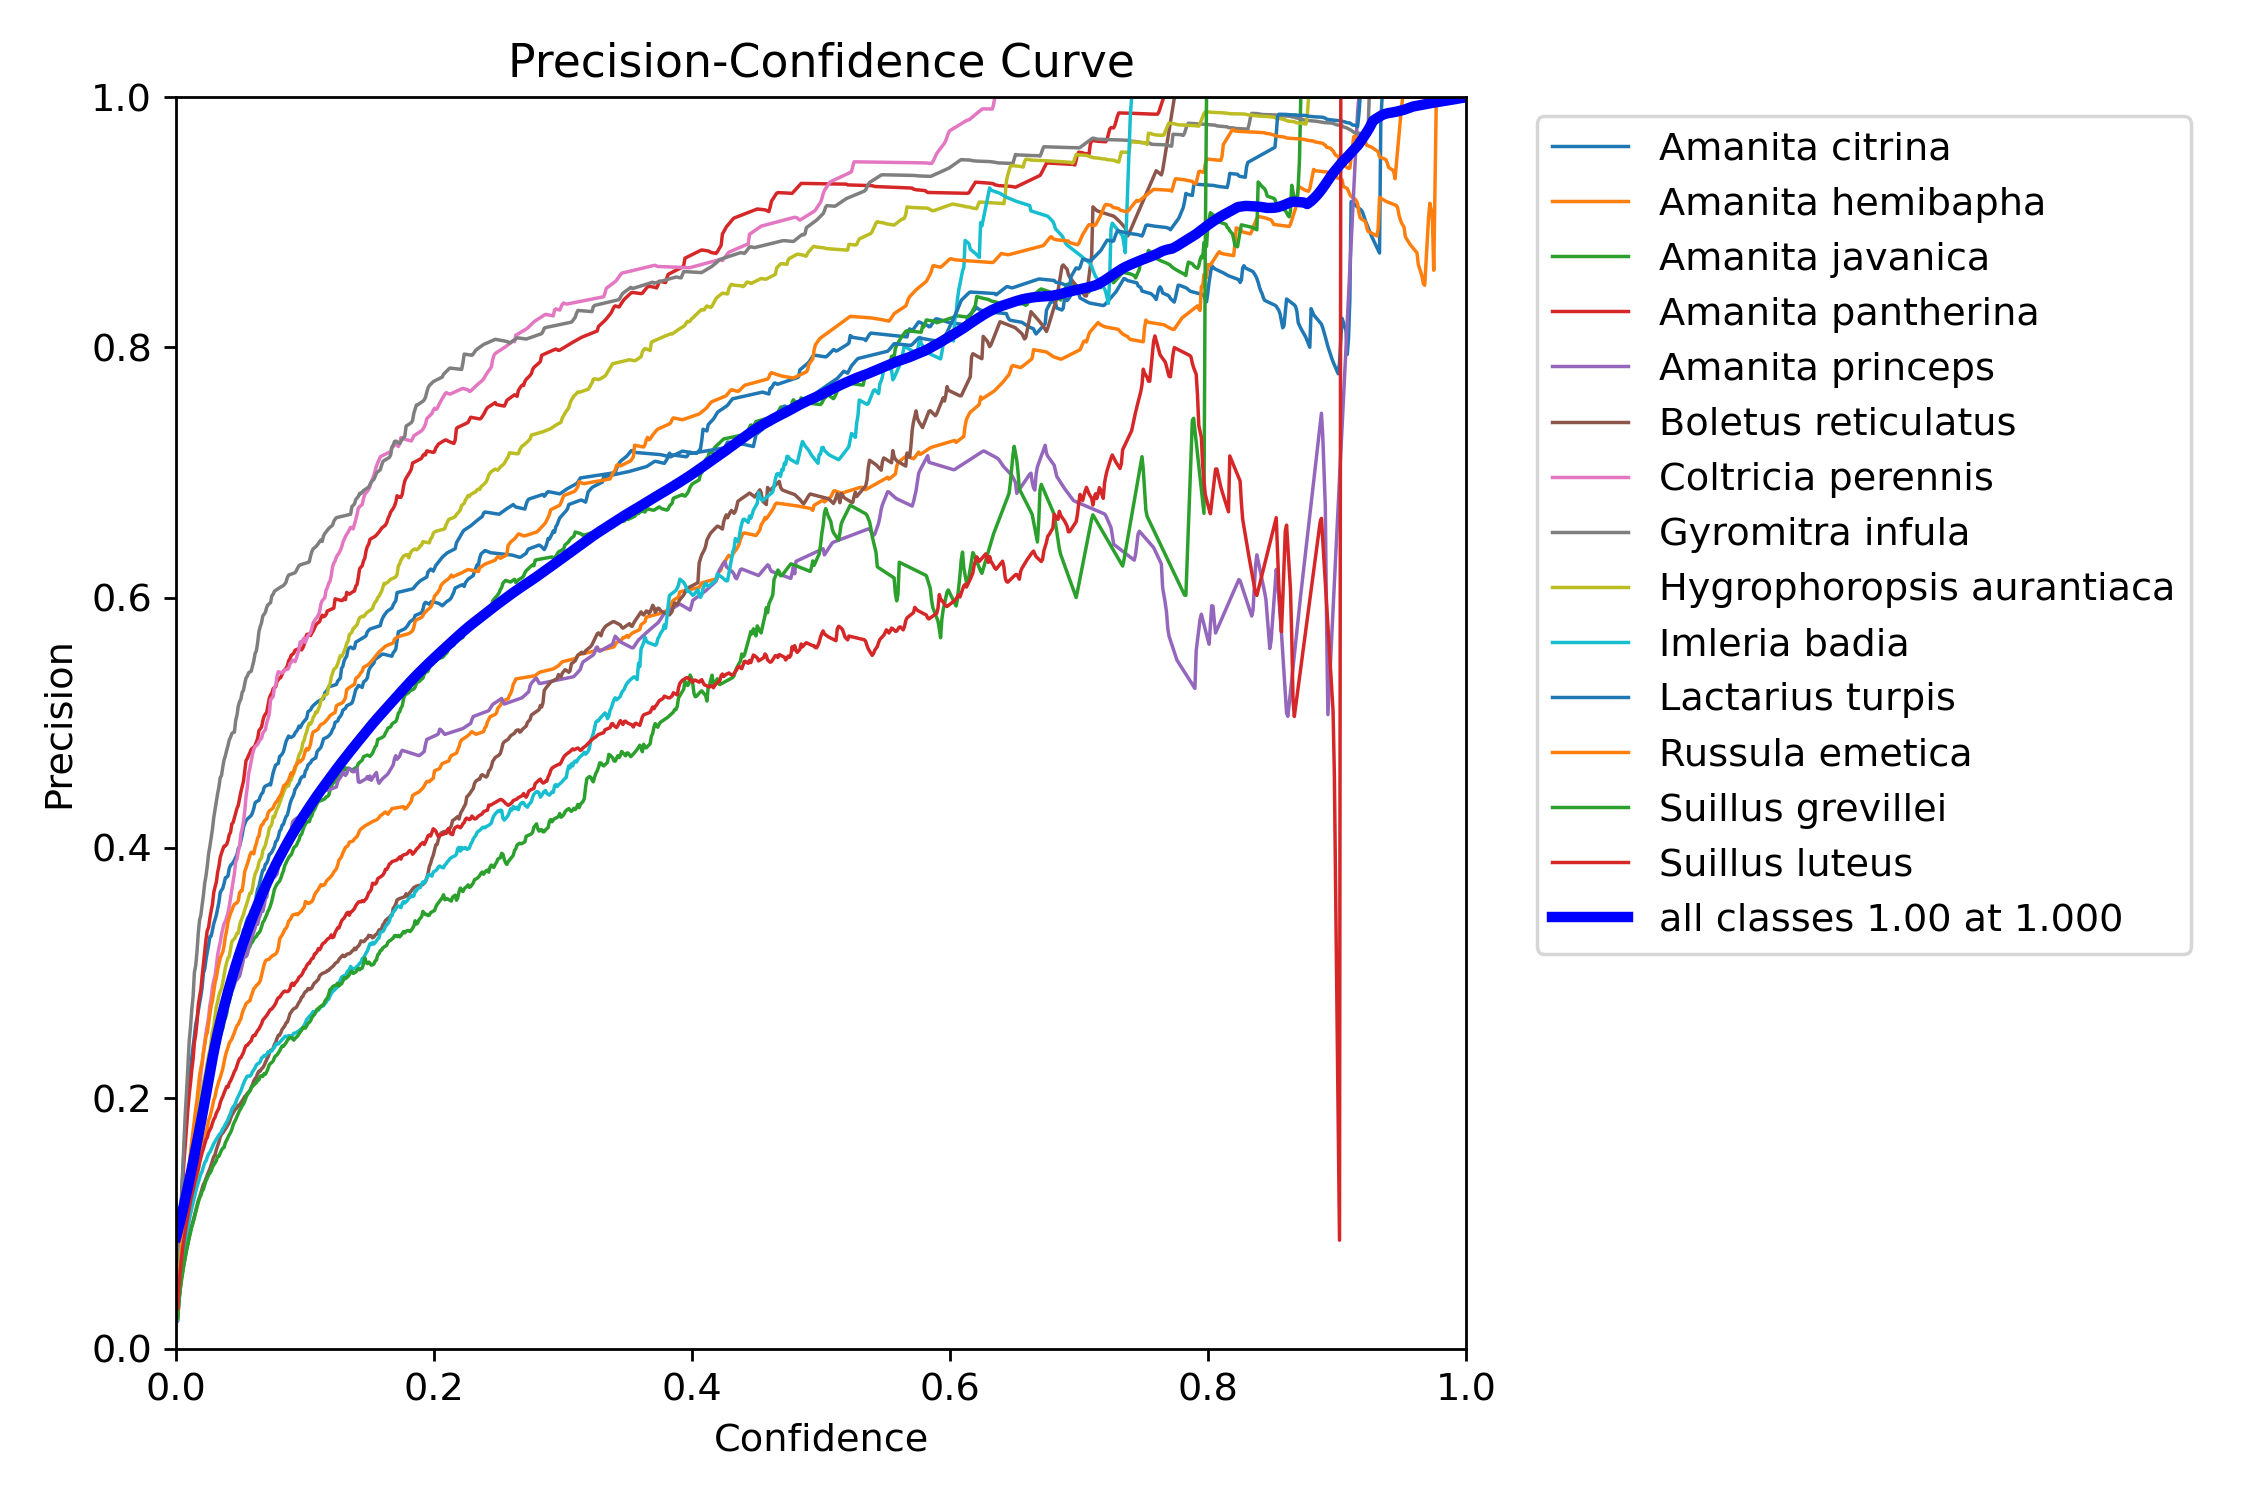 Precision-Confidence Curve
1.0
0.8
0.6
0.4
0.2
0.0
Precision
0.0 0.2 0.4 0.6 0.8 1.0
Confidence
Amanita citrina
Amanita hemibapha
Amanita javanica
Amanita pantherina
Amanita princeps
Boletus reticulatus
Coltricia perennis
Gyromitra infula
Hygrophoropsis aurantiaca
Imleria badia
Lactarius turpis
Russula emetica
Suillus grevillei
Suillus luteus
all classes 1.00 at 1.000